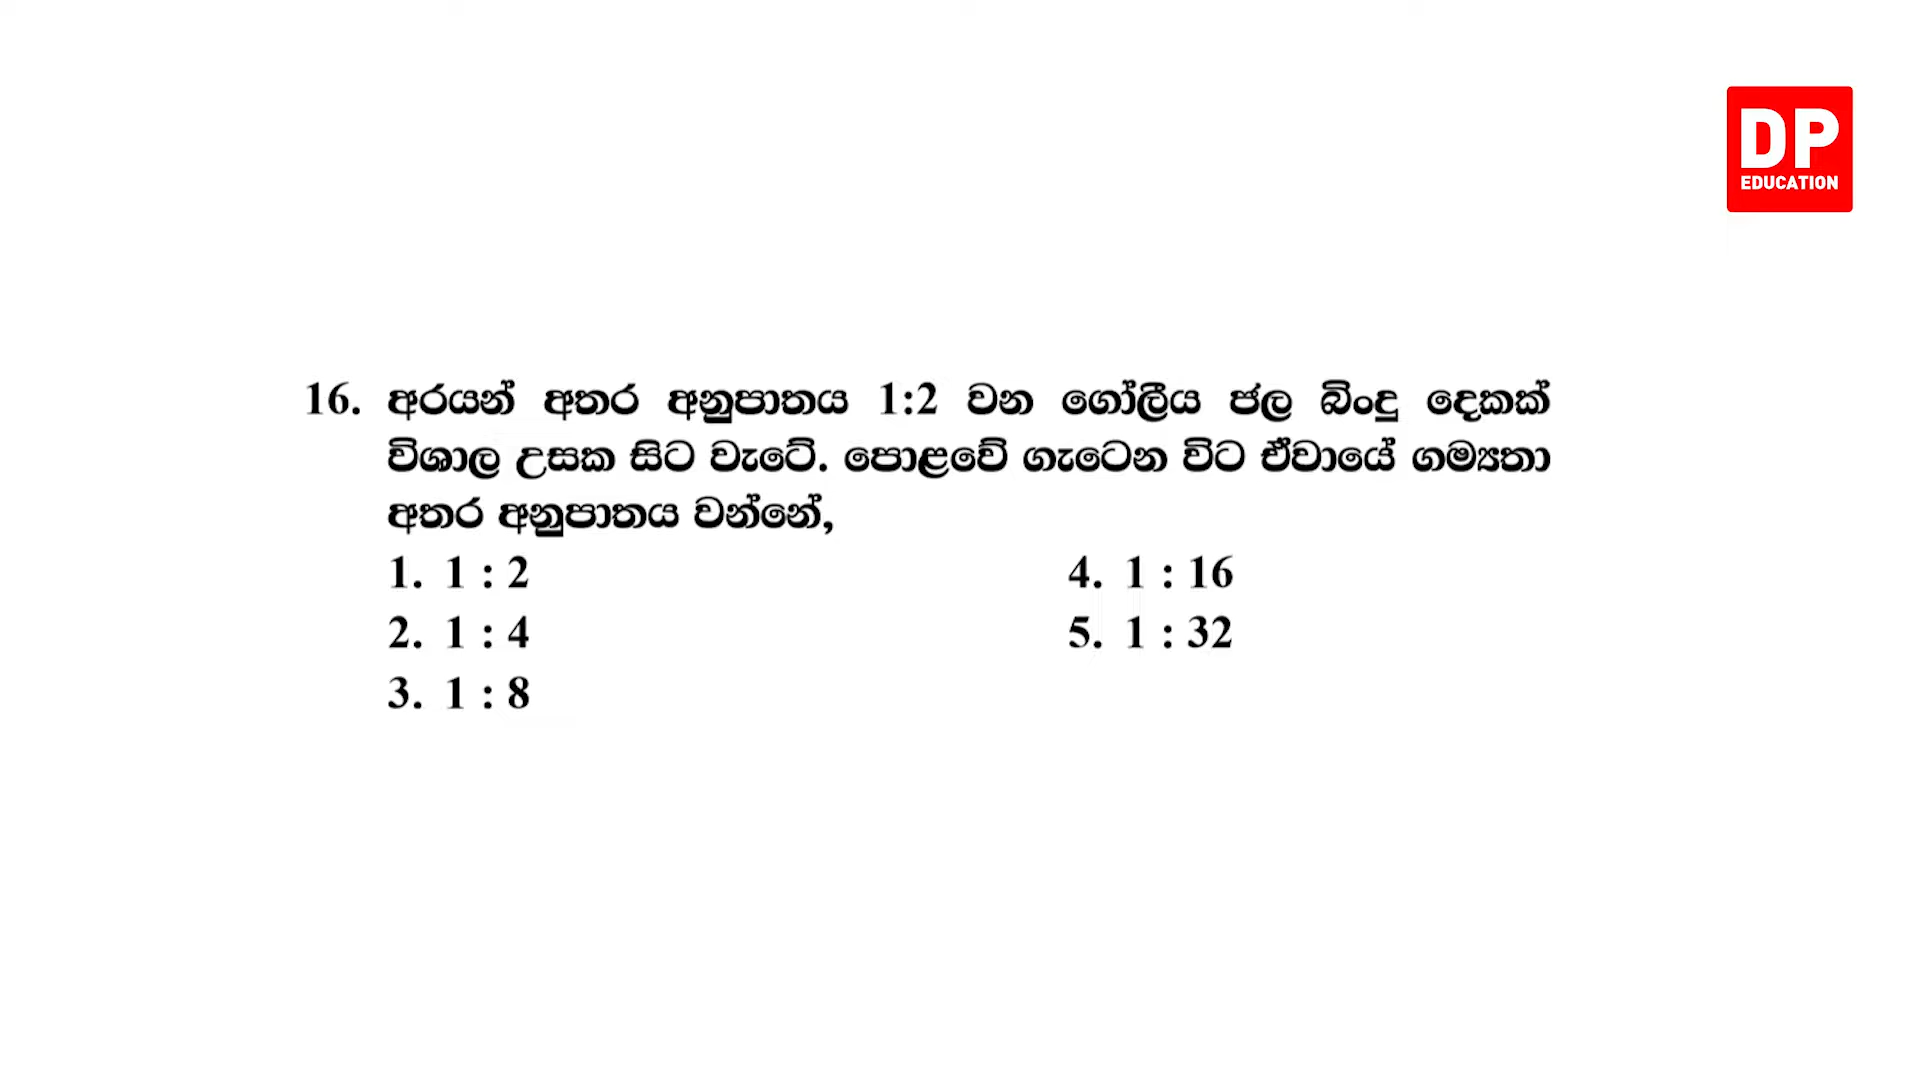 DP
EDUCATION
16. අරයන් අතර අනුපාතය 1:2 වන ගෝලීය ජල බිංදු දෙකක්
විශාල උසක සිට වැටේ. පොළවේ ගැටෙන විට ඒවායේ ගම්‍යතා
අතර අනුපාතය වන්නේ,
1. 1 : 2
2. 1 : 4
3. 1 : 8
4. 1 : 16
5. 1 : 32